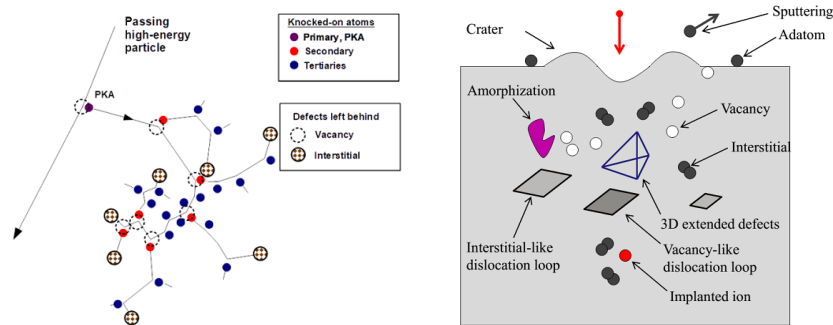 Passing
high-energy
particle
PKA
Knocked-on atoms
Primary, PKA
Secondary
Tertiaries
Defects left behind
Vacancy
Interstitial
Crater
Sputtering
Adatom
Amorphization
Vacancy
Interstitial
3D extended defects
Interstitial-like
dislocation loop
Vacancy-like
dislocation loop
Implanted ion